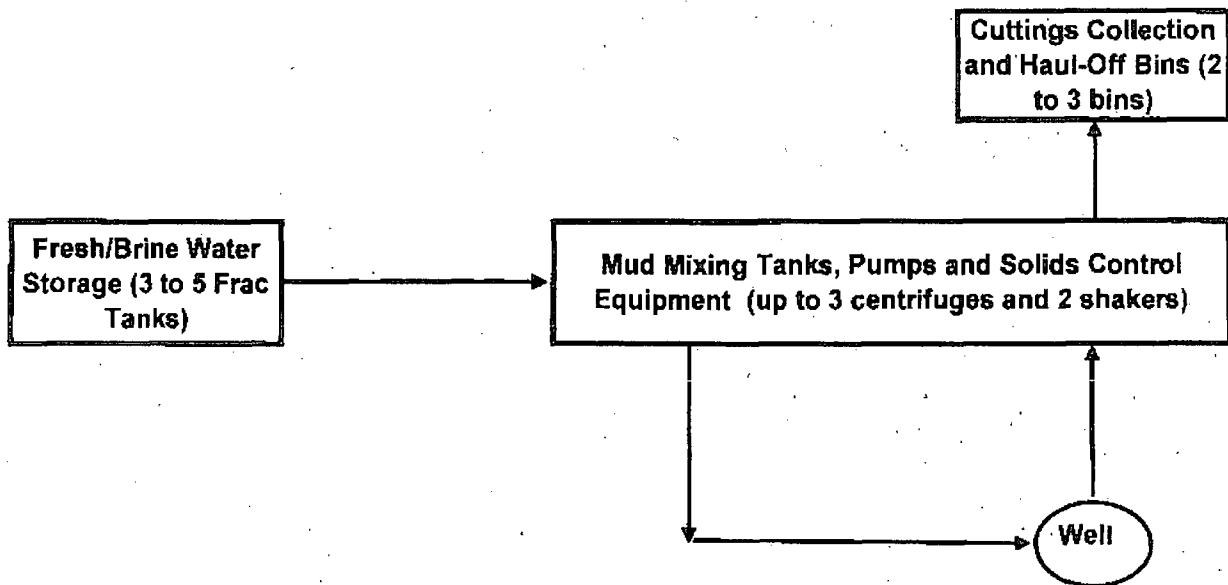 Cuttings Collection
and Haul-Off Bins (2
to 3 bins)
Fresh/Brine Water
Storage (3 to 5 Frac
Tanks)
Mud Mixing Tanks, Pumps and Solids Control
Equipment (up to 3 centrifuges and 2 shakers)
Well